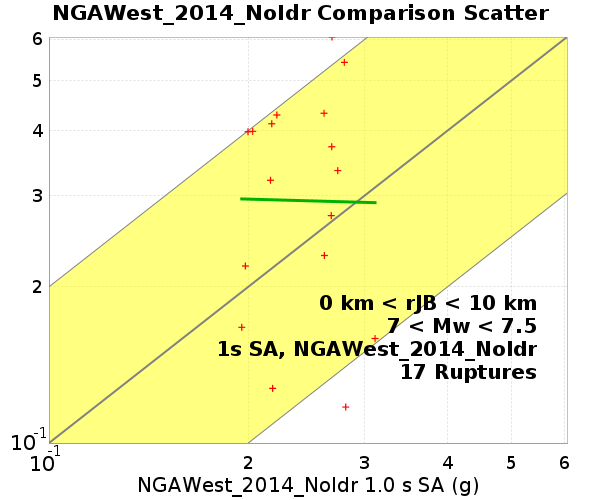 NGAWest_2014_NoIdr Comparison Scatter
6
5
4
3
2
10-1
0 km < rJB < 10 km
7 < Mw < 7.5
1s SA, NGAWest_2014_NoIdr
17 Ruptures
10-1 2 3 4 5 6
NGAWest_2014_NoIdr 1.0 s SA (g)